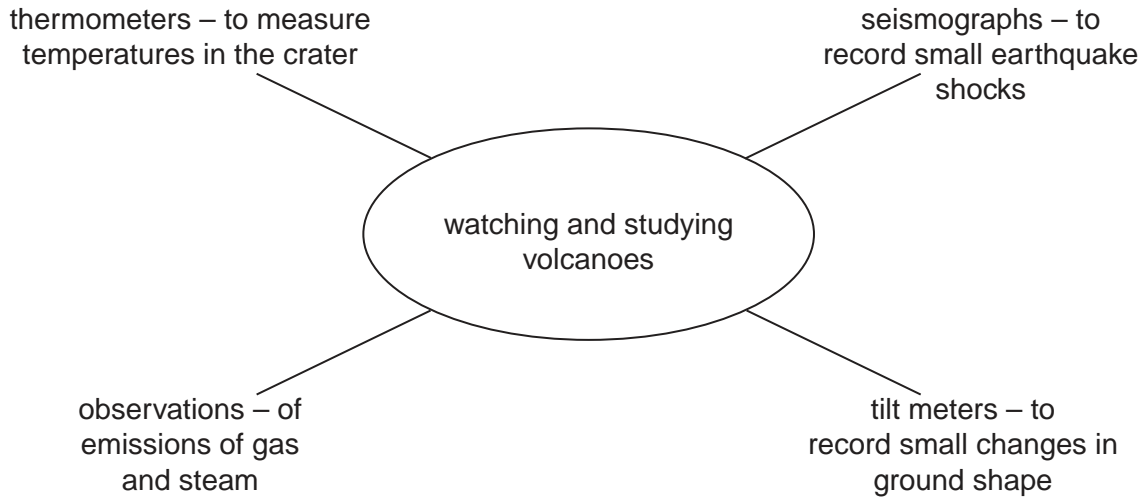 thermometers – to measure
temperatures in the crater
seismographs – to
record small earthquake
shocks
watching and studying
volcanoes
observations – of
emissions of gas
and steam
tilt meters – to
record small changes in
ground shape